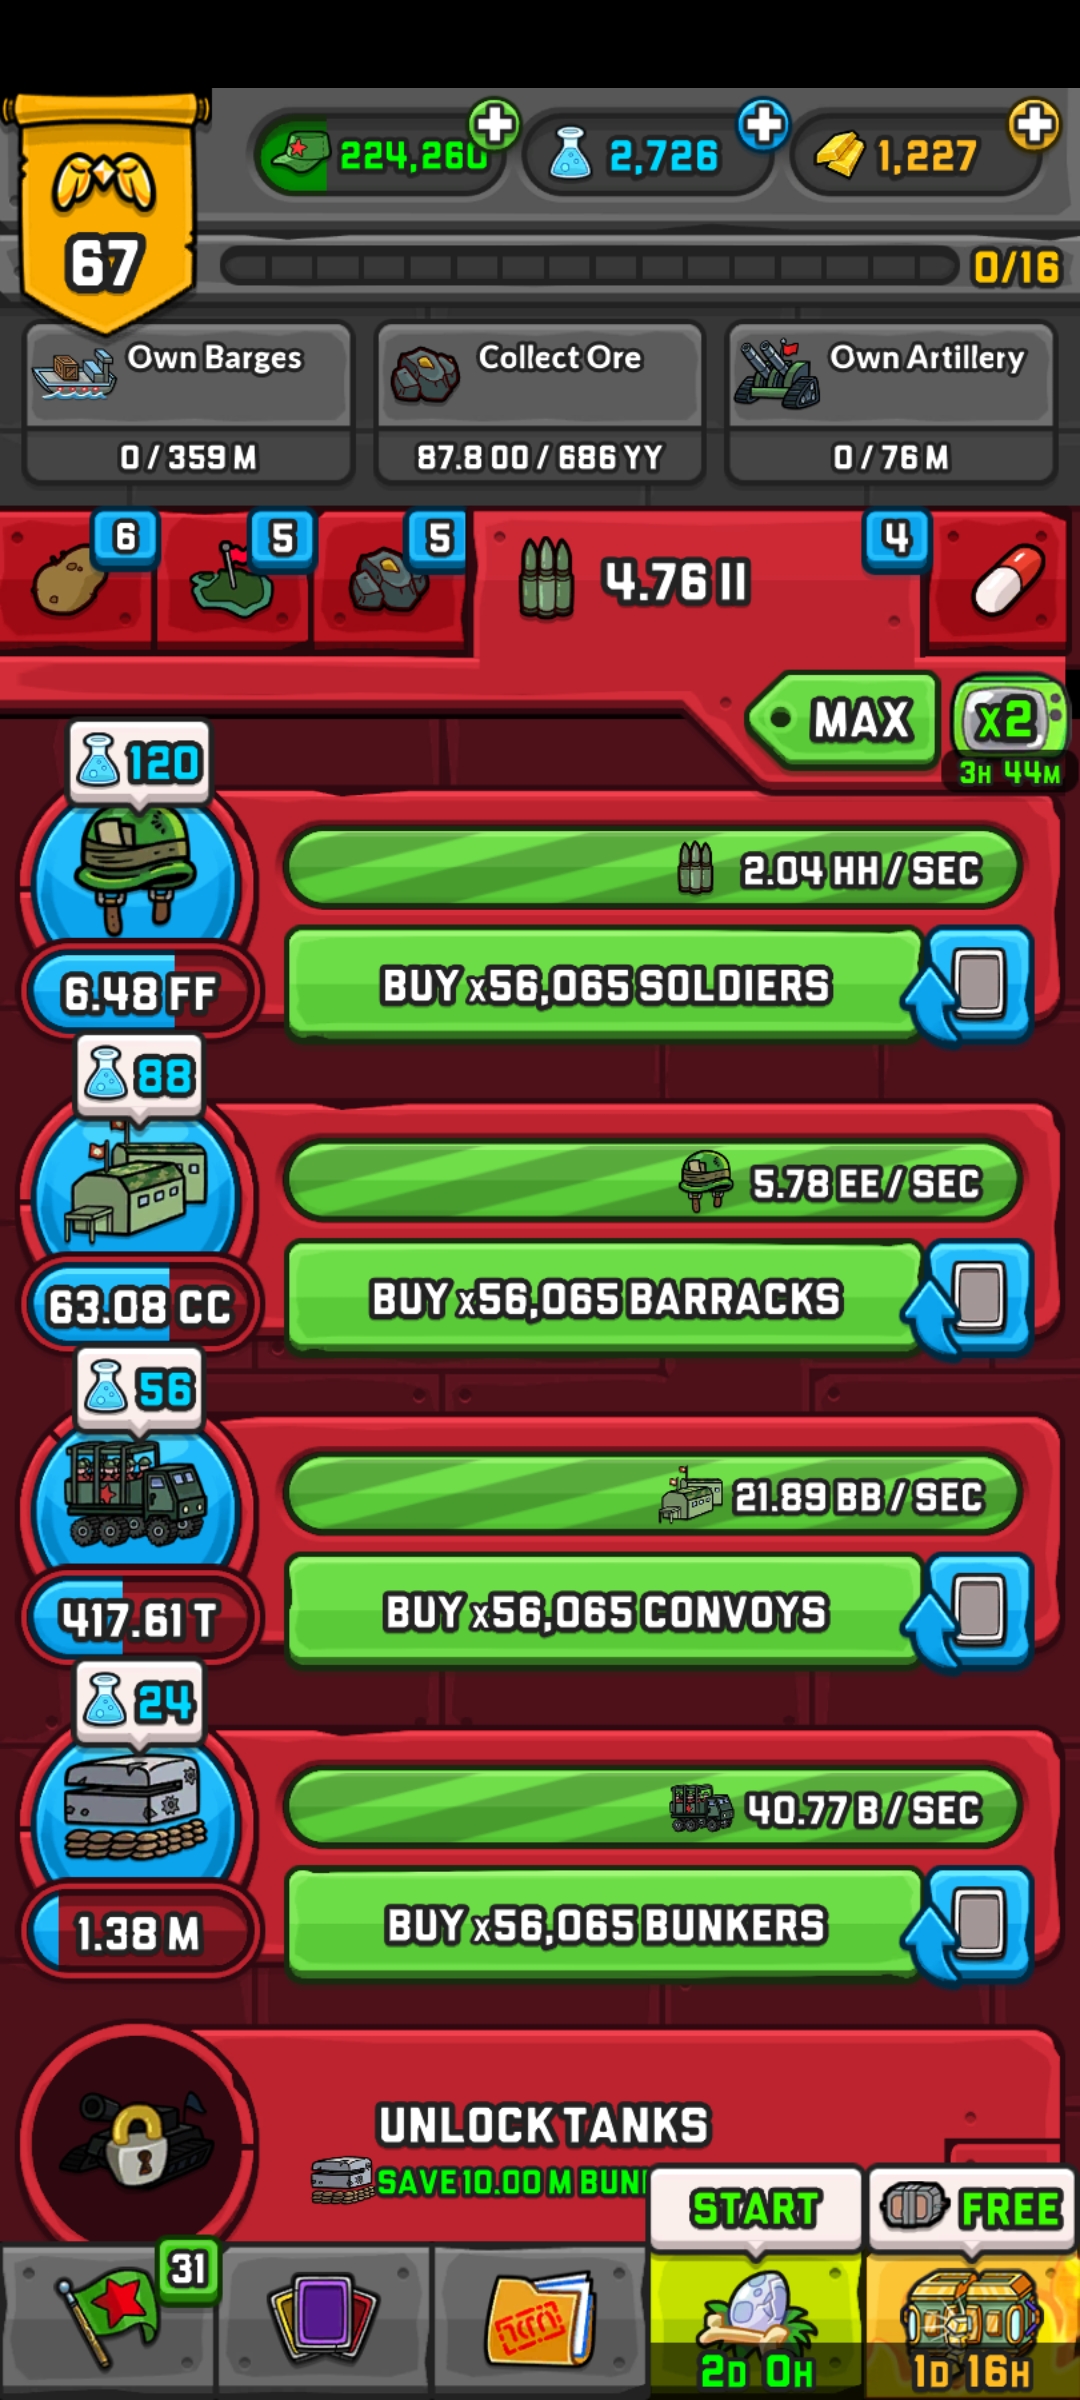 224,260
2,726
1,227
67
0/16
Own Barges
0 / 359 M
Collect Ore
87.8 OO / 686 YY
Own Artillery
0 / 76 M
6
5
5
4.76 II
4
MAX
x2
3H 44M
120
2.04 HH / SEC
6.48 FF
BUY x56,065 SOLDIERS
88
5.78 EE / SEC
63.08 CC
BUY x56,065 BARRACKS
56
21.89 BB / SEC
417.61 T
BUY x56,065 CONVOYS
24
40.77 B / SEC
1.38 M
BUY x56,065 BUNKERS
UNLOCK TANKS
SAVE 10.00 M
START
FREE
31
2D 0H
1D 16H